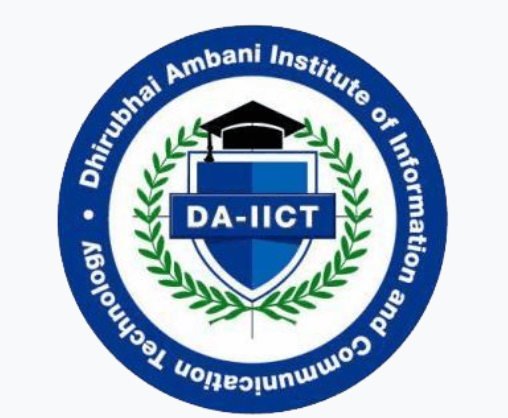 Dhirubhai Ambani Institute of Information and Communication Technology •
DA-IICT